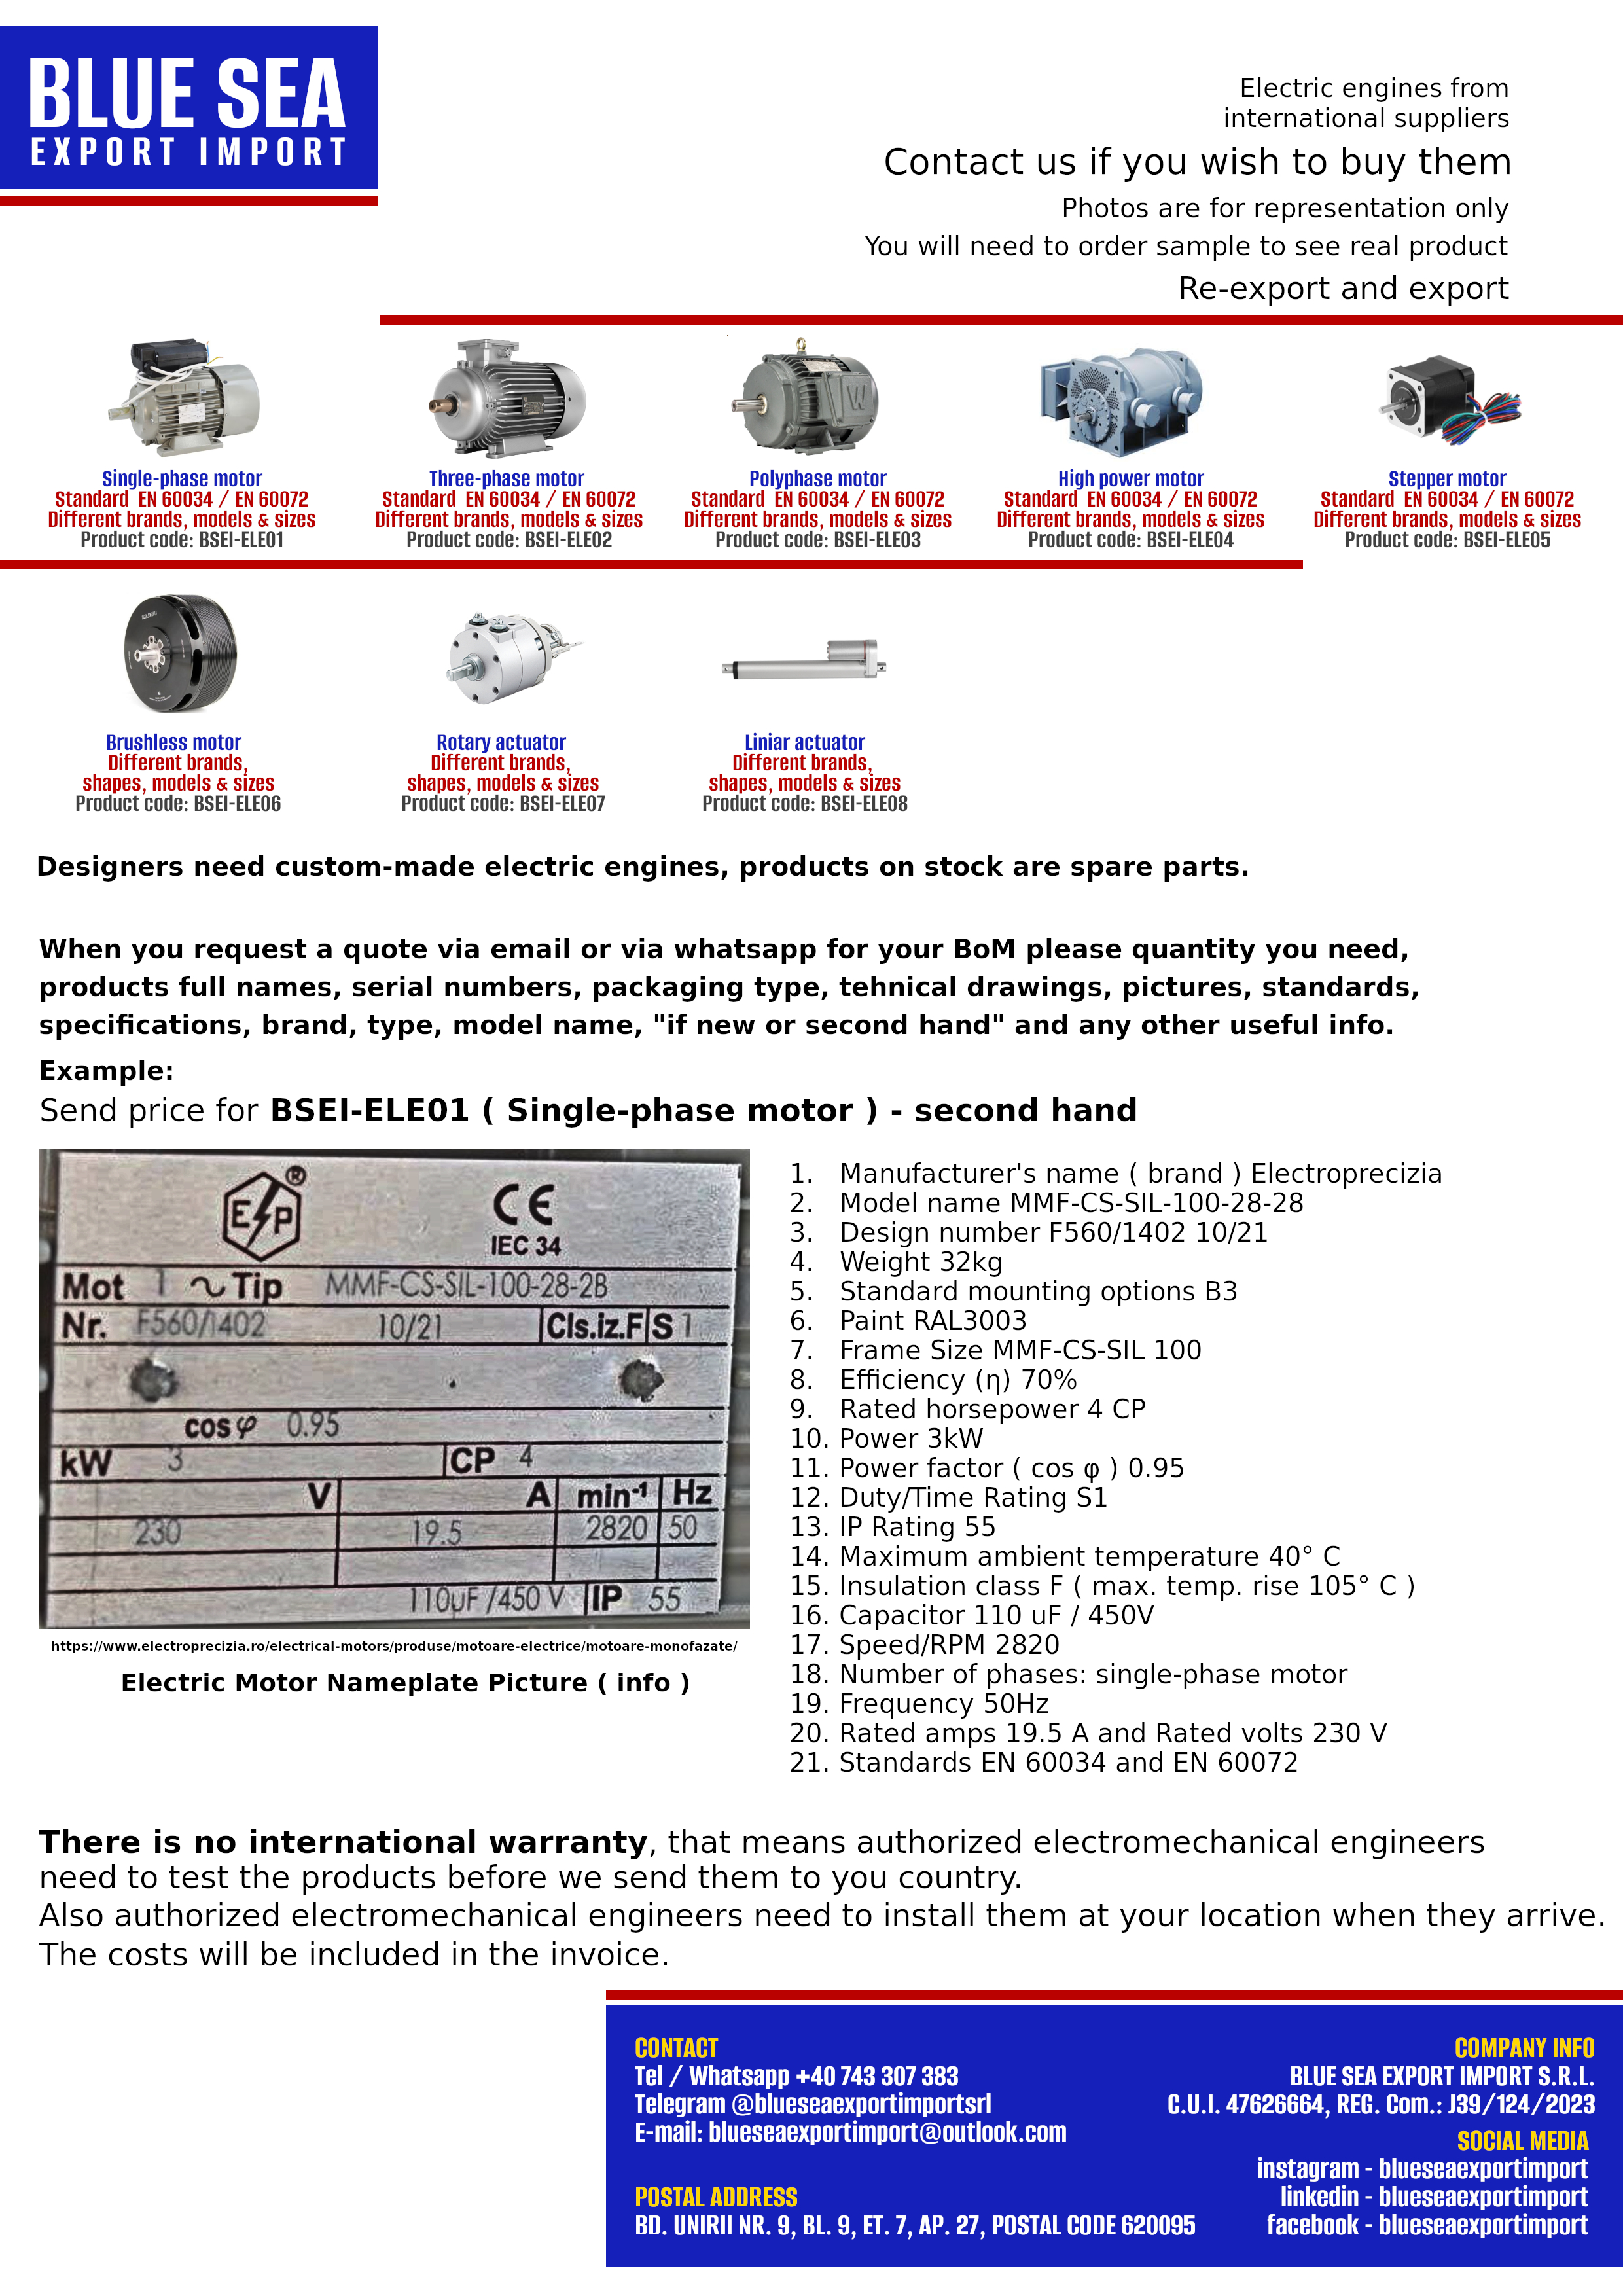 BLUE SEA
EXPORT IMPORT
Electric engines from
international suppliers
Contact us if you wish to buy them
Photos are for representation only
You will need to order sample to see real product
Re-export and export
Single-phase motor
Standard EN 60034 / EN 60072
Different brands, models & sizes
Product code: BSEI-ELE01
Three-phase motor
Standard EN 60034 / EN 60072
Different brands, models & sizes
Product code: BSEI-ELE02
Polyphase motor
Standard EN 60034 / EN 60072
Different brands, models & sizes
Product code: BSEI-ELE03
High power motor
Standard EN 60034 / EN 60072
Different brands, models & sizes
Product code: BSEI-ELE04
Stepper motor
Standard EN 60034 / EN 60072
Different brands, models & sizes
Product code: BSEI-ELE05
Brushless motor
Different brands,
shapes, models & sizes
Product code: BSEI-ELE06
Rotary actuator
Different brands,
shapes, models & sizes
Product code: BSEI-ELE07
Liniar actuator
Different brands,
shapes, models & sizes
Product code: BSEI-ELE08
Designers need custom-made electric engines, products on stock are spare parts.
When you request a quote via email or via whatsapp for your BoM please quantity you need,
products full names, serial numbers, packaging type, tehnical drawings, pictures, standards,
specifications, brand, type, model name, "if new or second hand" and any other useful info.
Example:
Send price for BSEI-ELE01 ( Single-phase motor ) - second hand
E P ®
CE
IEC 34
Mot 1 ~ Tip MMF-CS-SIL-100-28-2B
Nr. F560/1402 10/21 Cls.iz.F S 1
cos φ 0.95
kW 3 CP 4
V A min⁻¹ Hz
230 19.5 2820 50
110µF/450 V IP 55
https://www.electroprecizia.ro/electrical-motors/produse/motoare-electrice/motoare-monofazate/
Electric Motor Nameplate Picture ( info )
1. Manufacturer's name ( brand ) Electroprecizia
2. Model name MMF-CS-SIL-100-28-28
3. Design number F560/1402 10/21
4. Weight 32kg
5. Standard mounting options B3
6. Paint RAL3003
7. Frame Size MMF-CS-SIL 100
8. Efficiency (η) 70%
9. Rated horsepower 4 CP
10. Power 3kW
11. Power factor ( cos φ ) 0.95
12. Duty/Time Rating S1
13. IP Rating 55
14. Maximum ambient temperature 40° C
15. Insulation class F ( max. temp. rise 105° C )
16. Capacitor 110 uF / 450V
17. Speed/RPM 2820
18. Number of phases: single-phase motor
19. Frequency 50Hz
20. Rated amps 19.5 A and Rated volts 230 V
21. Standards EN 60034 and EN 60072
There is no international warranty, that means authorized electromechanical engineers
need to test the products before we send them to you country.
Also authorized electromechanical engineers need to install them at your location when they arrive.
The costs will be included in the invoice.
CONTACT
Tel / Whatsapp +40 743 307 383
Telegram @blueseaexportimportsrl
E-mail: blueseaexportimport@outlook.com
POSTAL ADDRESS
BD. UNIRII NR. 9, BL. 9, ET. 7, AP. 27, POSTAL CODE 620095
COMPANY INFO
BLUE SEA EXPORT IMPORT S.R.L.
C.U.I. 47626664, REG. Com.: J39/124/2023
SOCIAL MEDIA
instagram - blueseaexportimport
linkedin - blueseaexportimport
facebook - blueseaexportimport